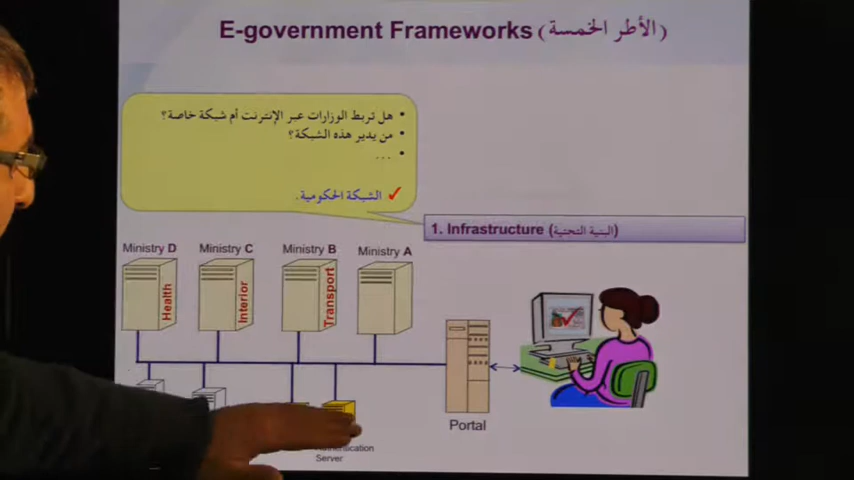 E-government Frameworks (الأطر الخمسة)
• هل تربط الوزارات عبر الإنترنت أم شبكة خاصة؟
• من يدير هذه الشبكة؟
• ...
✓ الشبكة الحكومية.
1. Infrastructure (البنية التحتية)
Ministry D
Ministry C
Ministry B
Ministry A
Health
Interior
Transport
Portal
Server